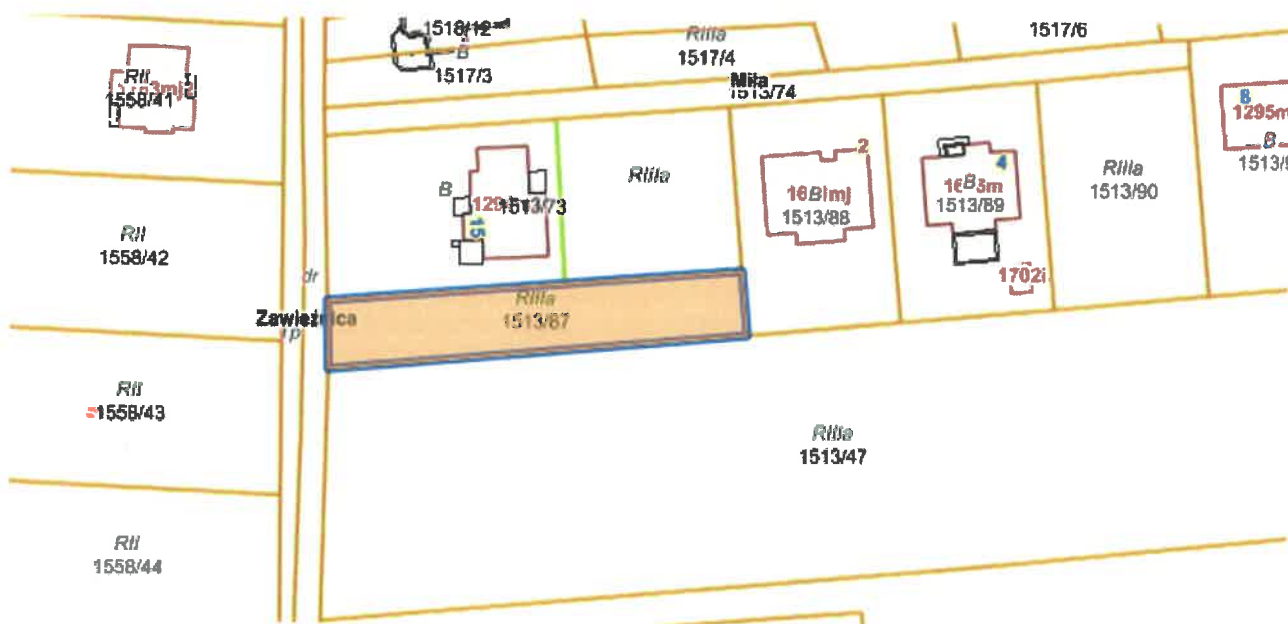 1518/12
B
1517/3
RIIIa
1517/4
1517/6
Miła
1513/74
RII
1558/41
B
1295m
B
B
15
1513/73
RIIIa
2
1513/88
4
1513/89
RIIIa
1513/90
1702i
RII
1558/42
dr
Zawieźnica
RIIIa
1513/87
RII
1558/43
RIIIa
1513/47
RII
1558/44